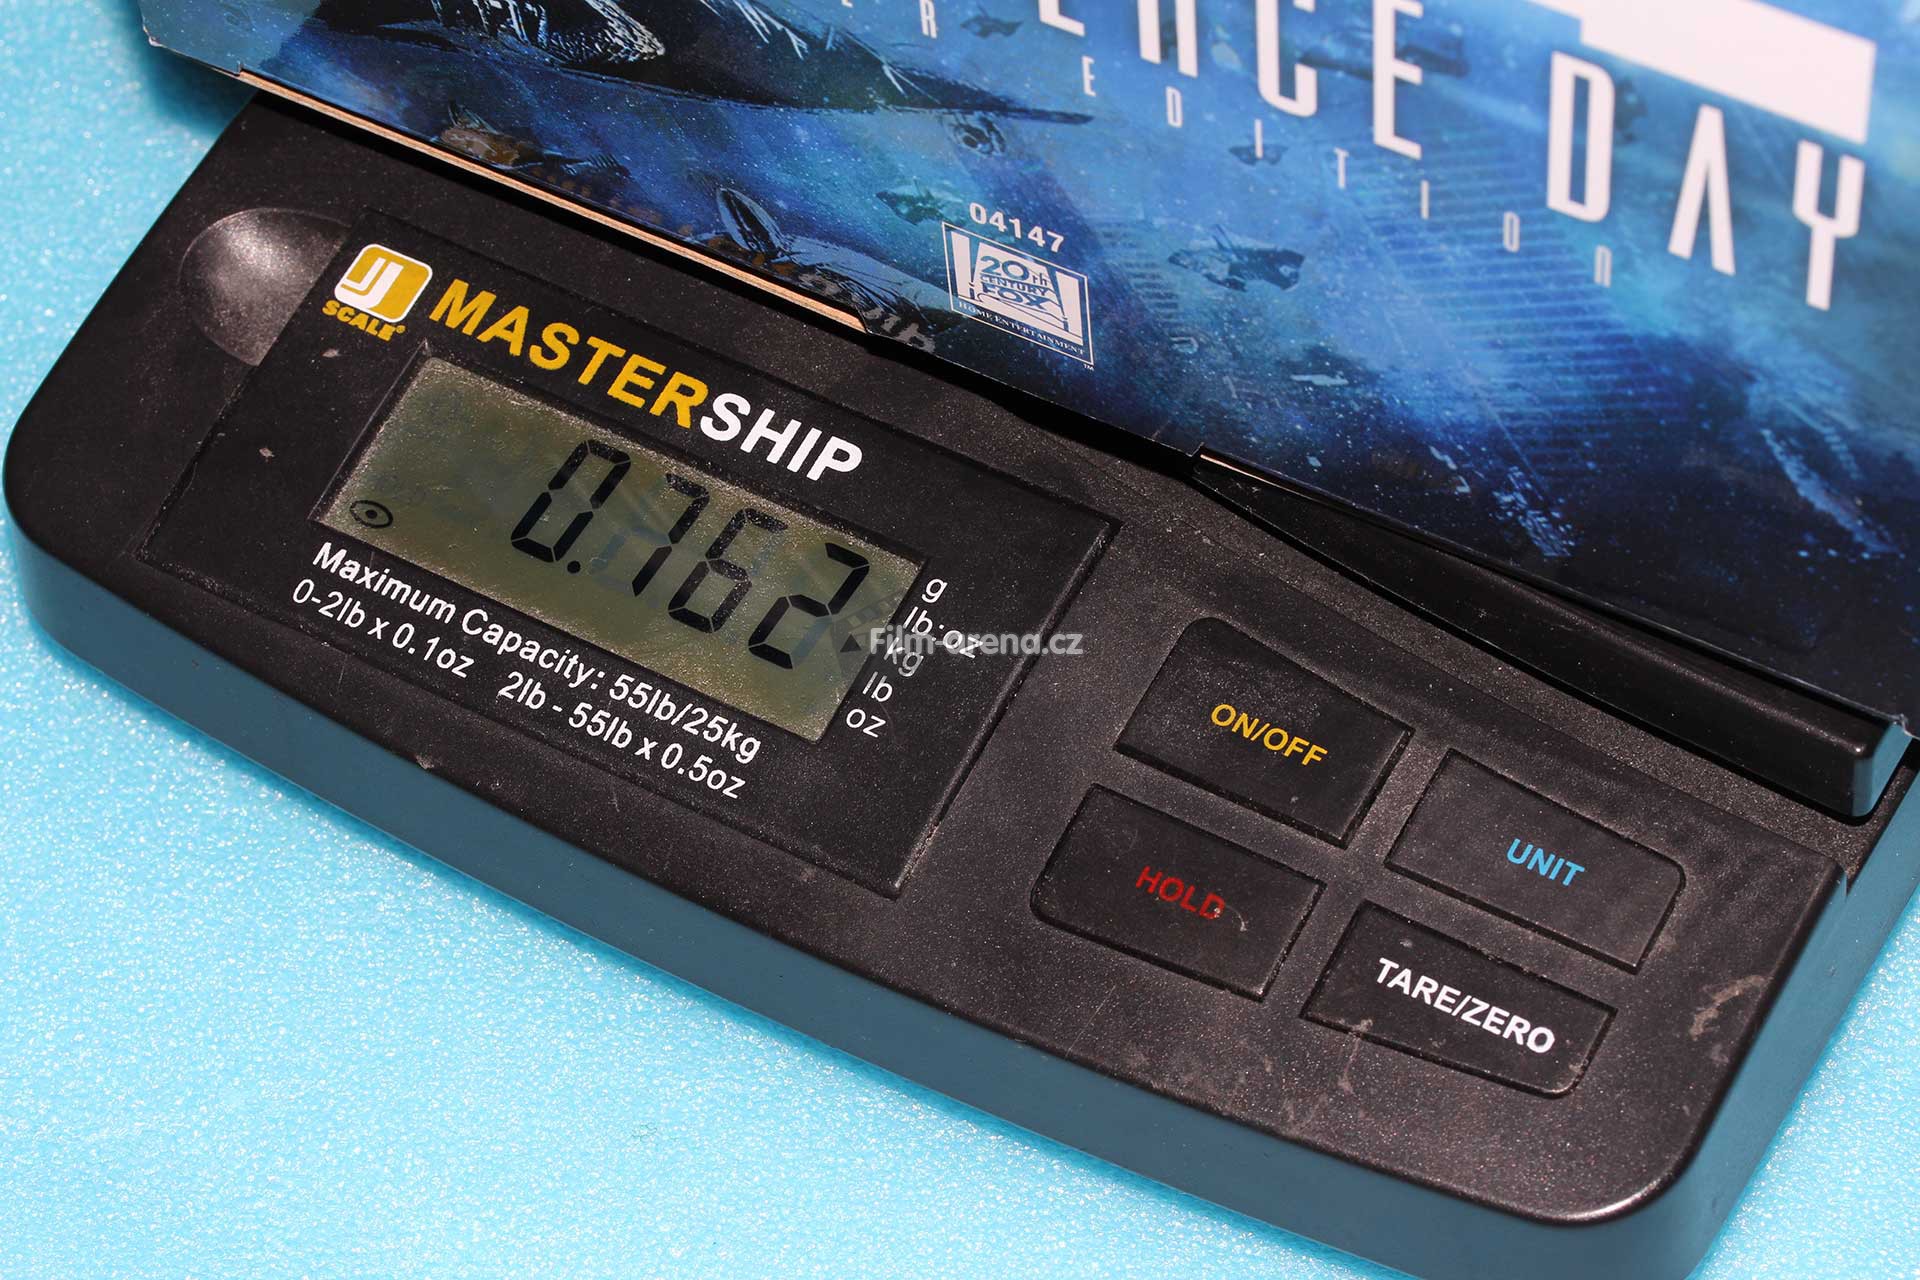 ENCE DAY
ER EDITION
04147
20th
CENTURY
FOX
HOME ENTERTAINMENT
™
J
SCALE®
MASTERSHIP
0.762
g
lb:oz
kg
lb
oz
Film-arena.cz
Maximum Capacity: 55lb/25kg
0-2lb x 0.1oz 2lb - 55lb x 0.5oz
ON/OFF
UNIT
HOLD
TARE/ZERO